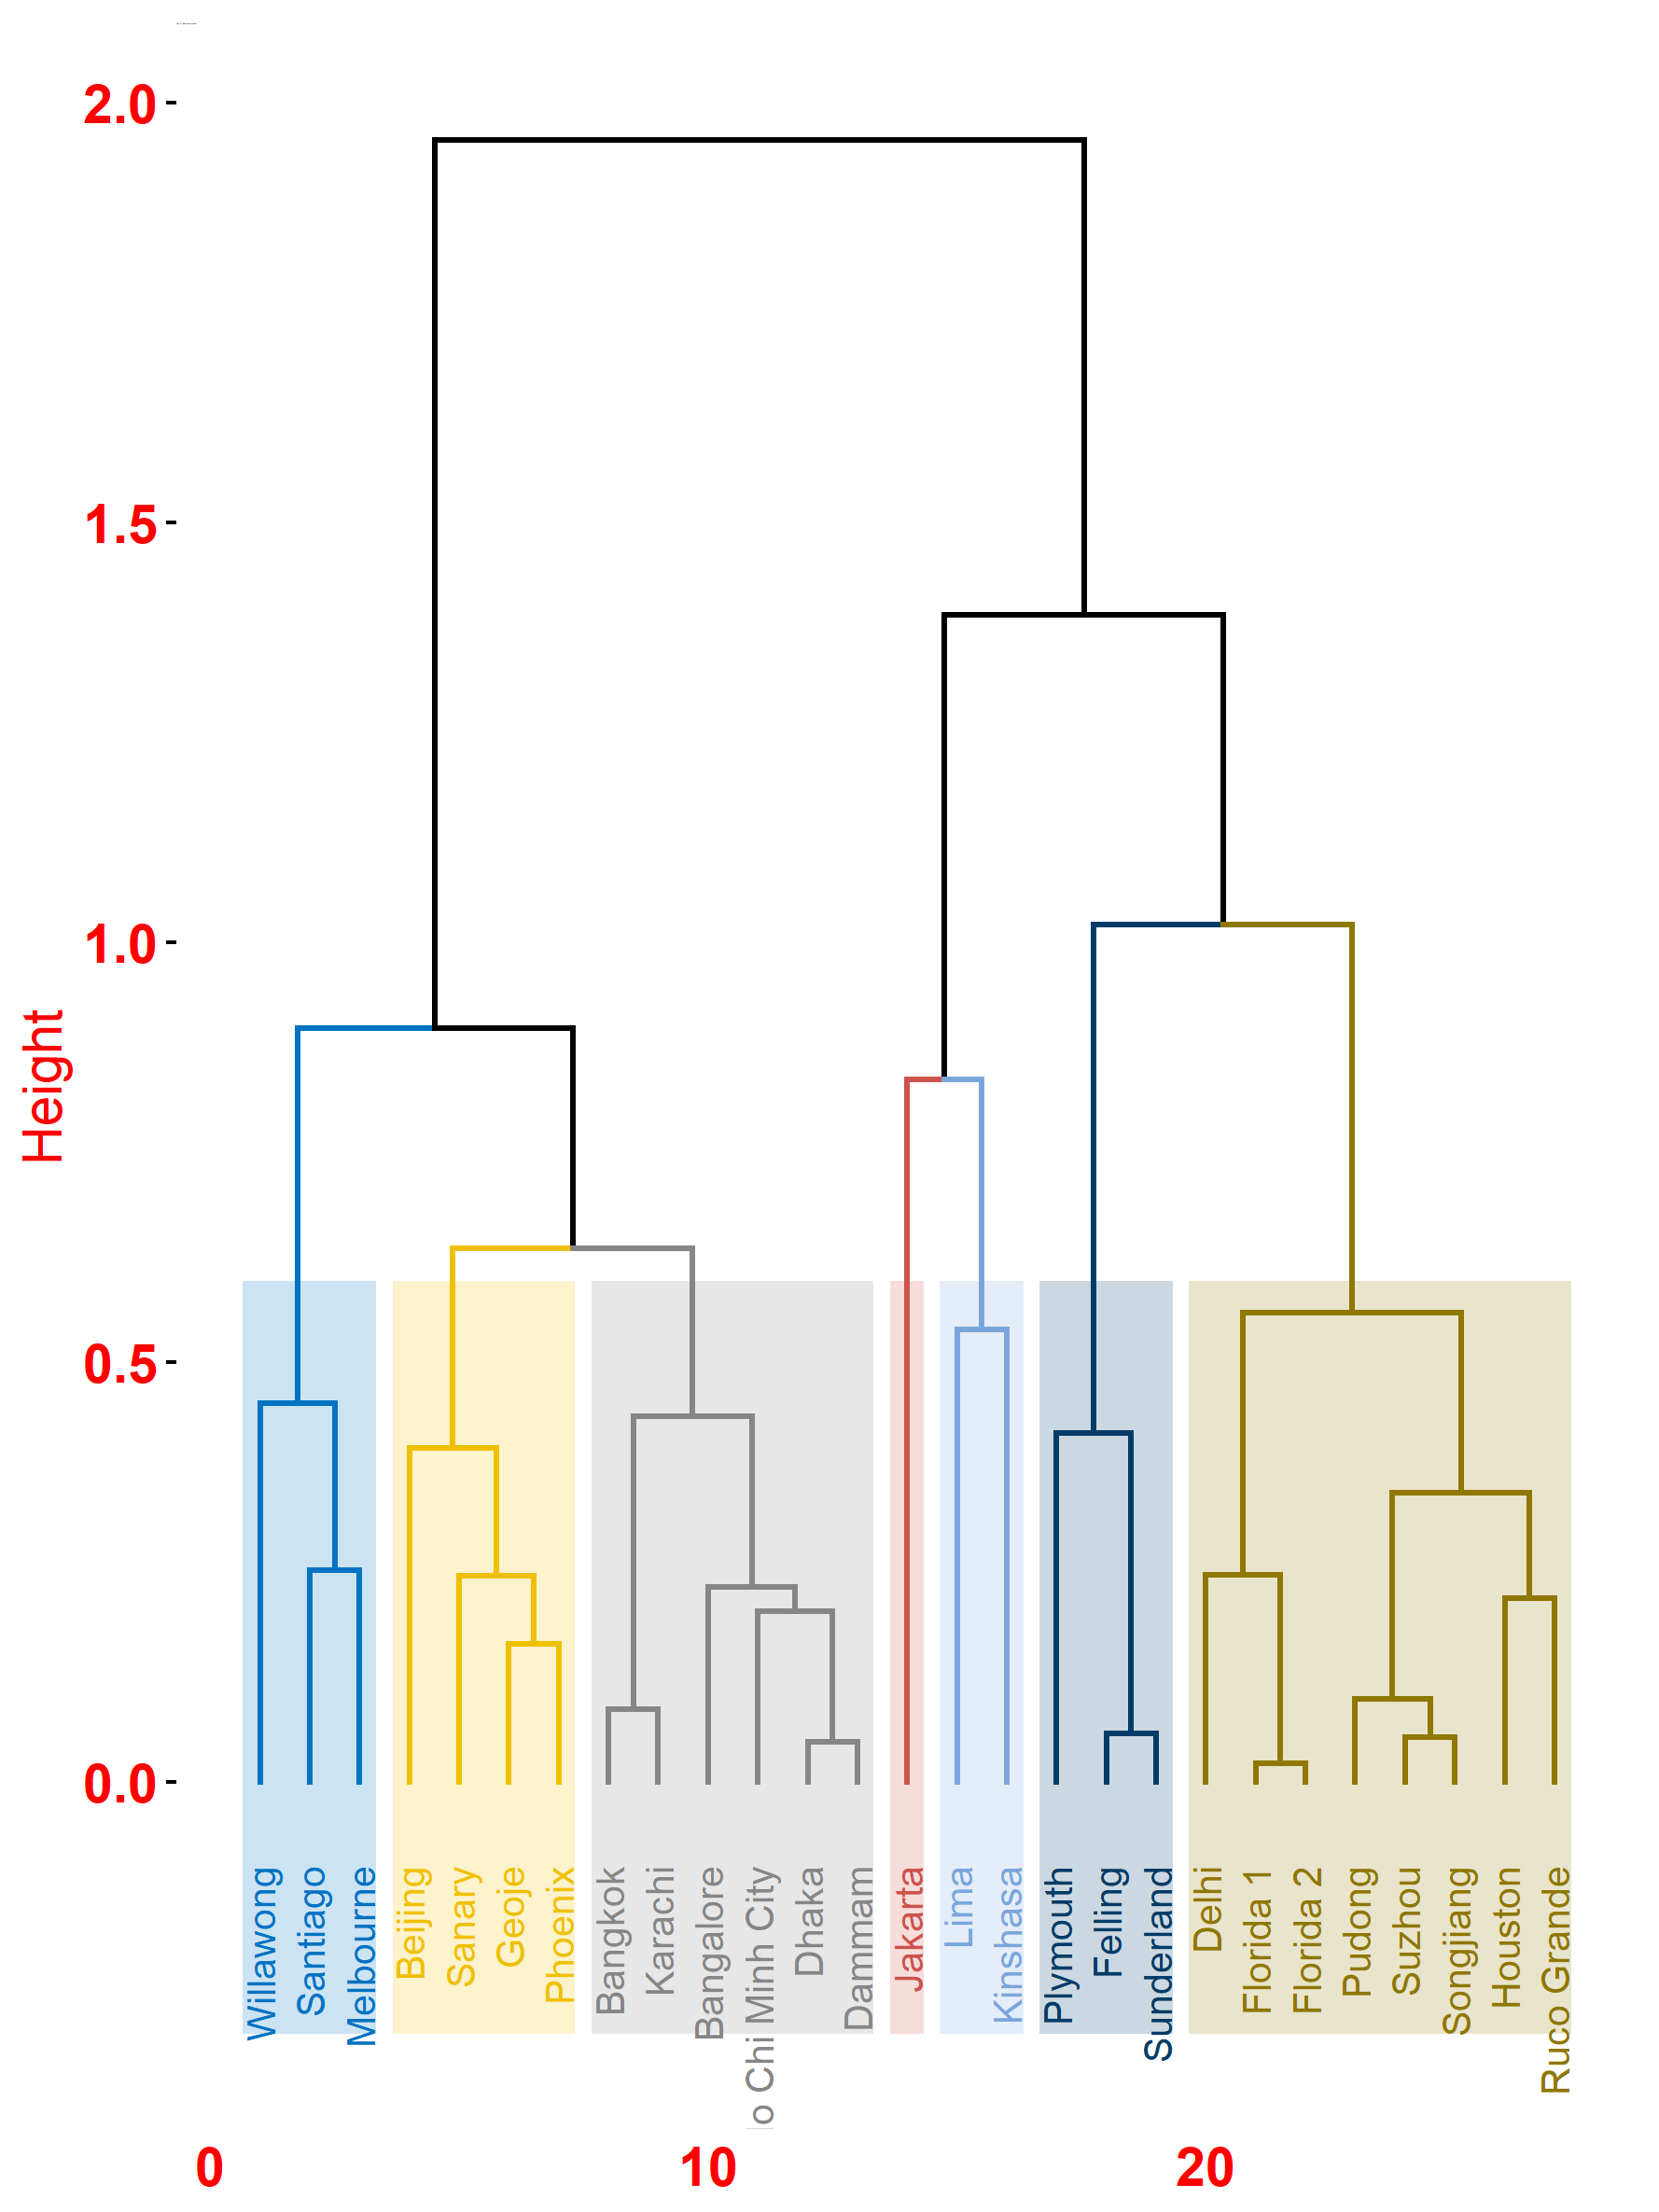 2.0
1.5
1.0
0.5
0.0
Height
Willawong
Santiago
Melbourne
Beijing
Sanary
Geoje
Phoenix
Bangkok
Karachi
Bangalore
o Chi Minh City
Dhaka
Dammam
Jakarta
Lima
Kinshasa
Plymouth
Felling
Sunderland
Delhi
Florida 1
Florida 2
Pudong
Suzhou
Songjiang
Houston
Ruco Grande
0
10
20